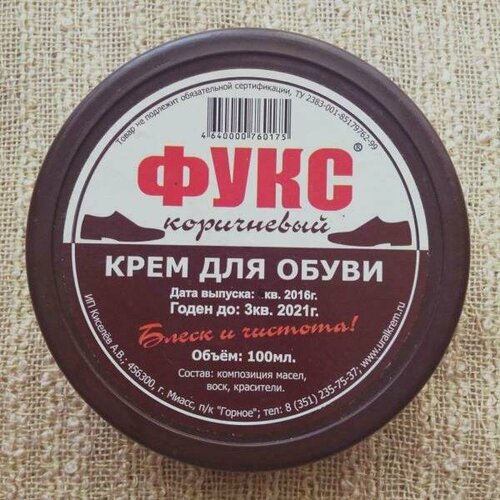 Товар не подлежит обязательной сертификации, ТУ 2383-001-85179762-99
4 640000 760175
ФУКС®
коричневый
КРЕМ ДЛЯ ОБУВИ
Дата выпуска: кв. 2016г.
Годен до: 3кв. 2021г.
Блеск и чистота!
Объём: 100мл.
Состав: композиция масел,
воск, красители.
ИП Киселёв А.В., 456300, г. Миасс, п/к "Горное"; тел: 8 (351) 235-75-37; www.uralkrem.ru